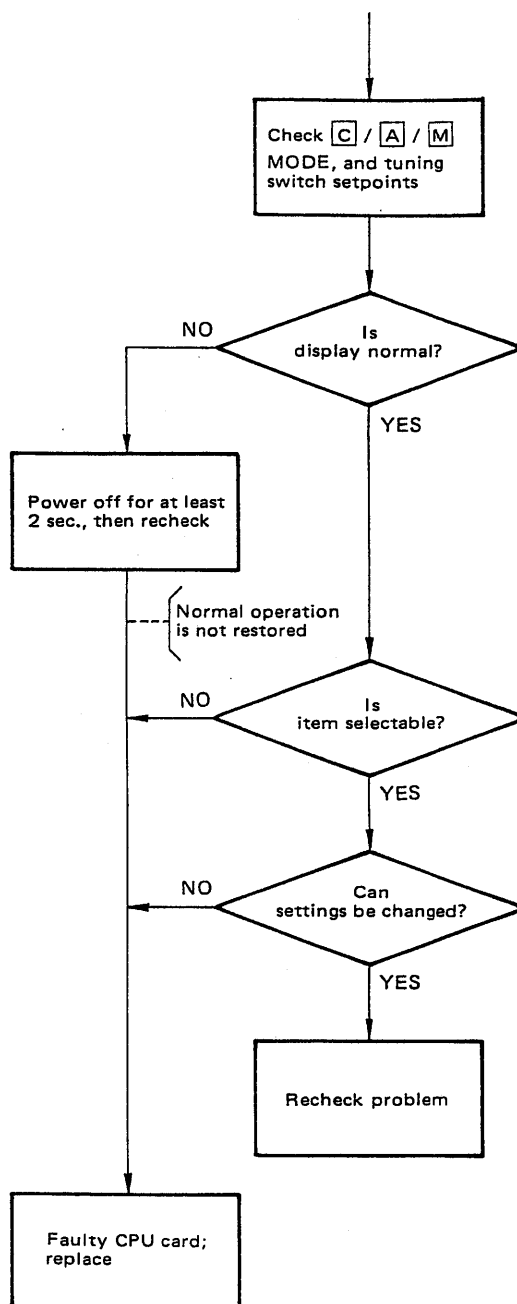 Check C / A / M
MODE, and tuning
switch setpoints
Is
display normal?
NO
YES
Power off for at least
2 sec., then recheck
Normal operation
is not restored
Is
item selectable?
NO
YES
Can
settings be changed?
NO
YES
Recheck problem
Faulty CPU card;
replace